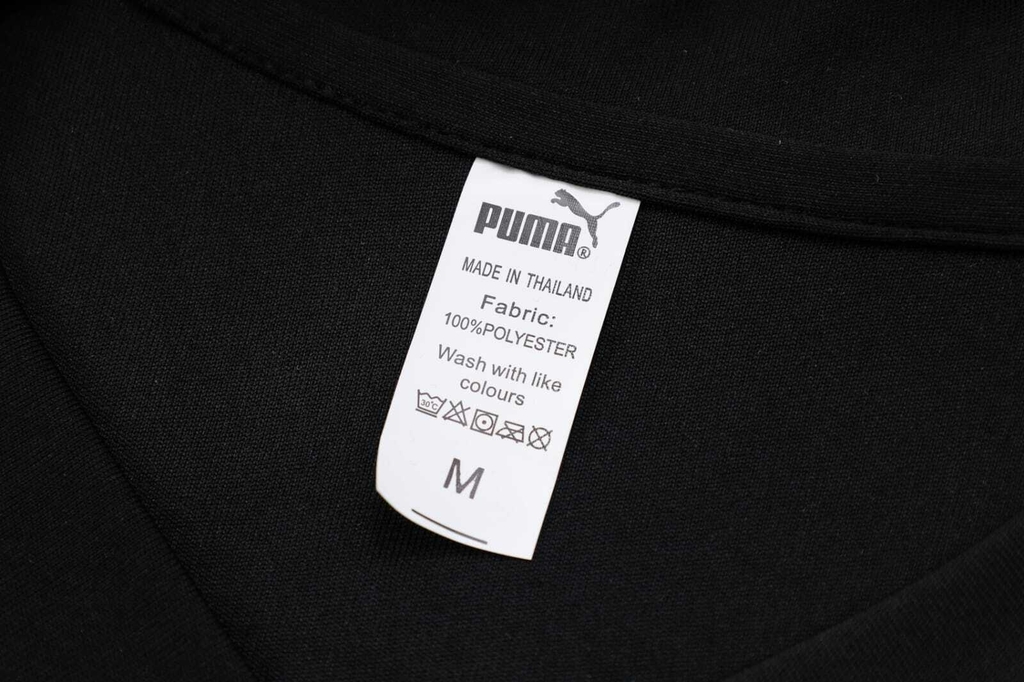 PUMA®
MADE IN THAILAND
Fabric:
100%POLYESTER
Wash with like
colours
30°C
M